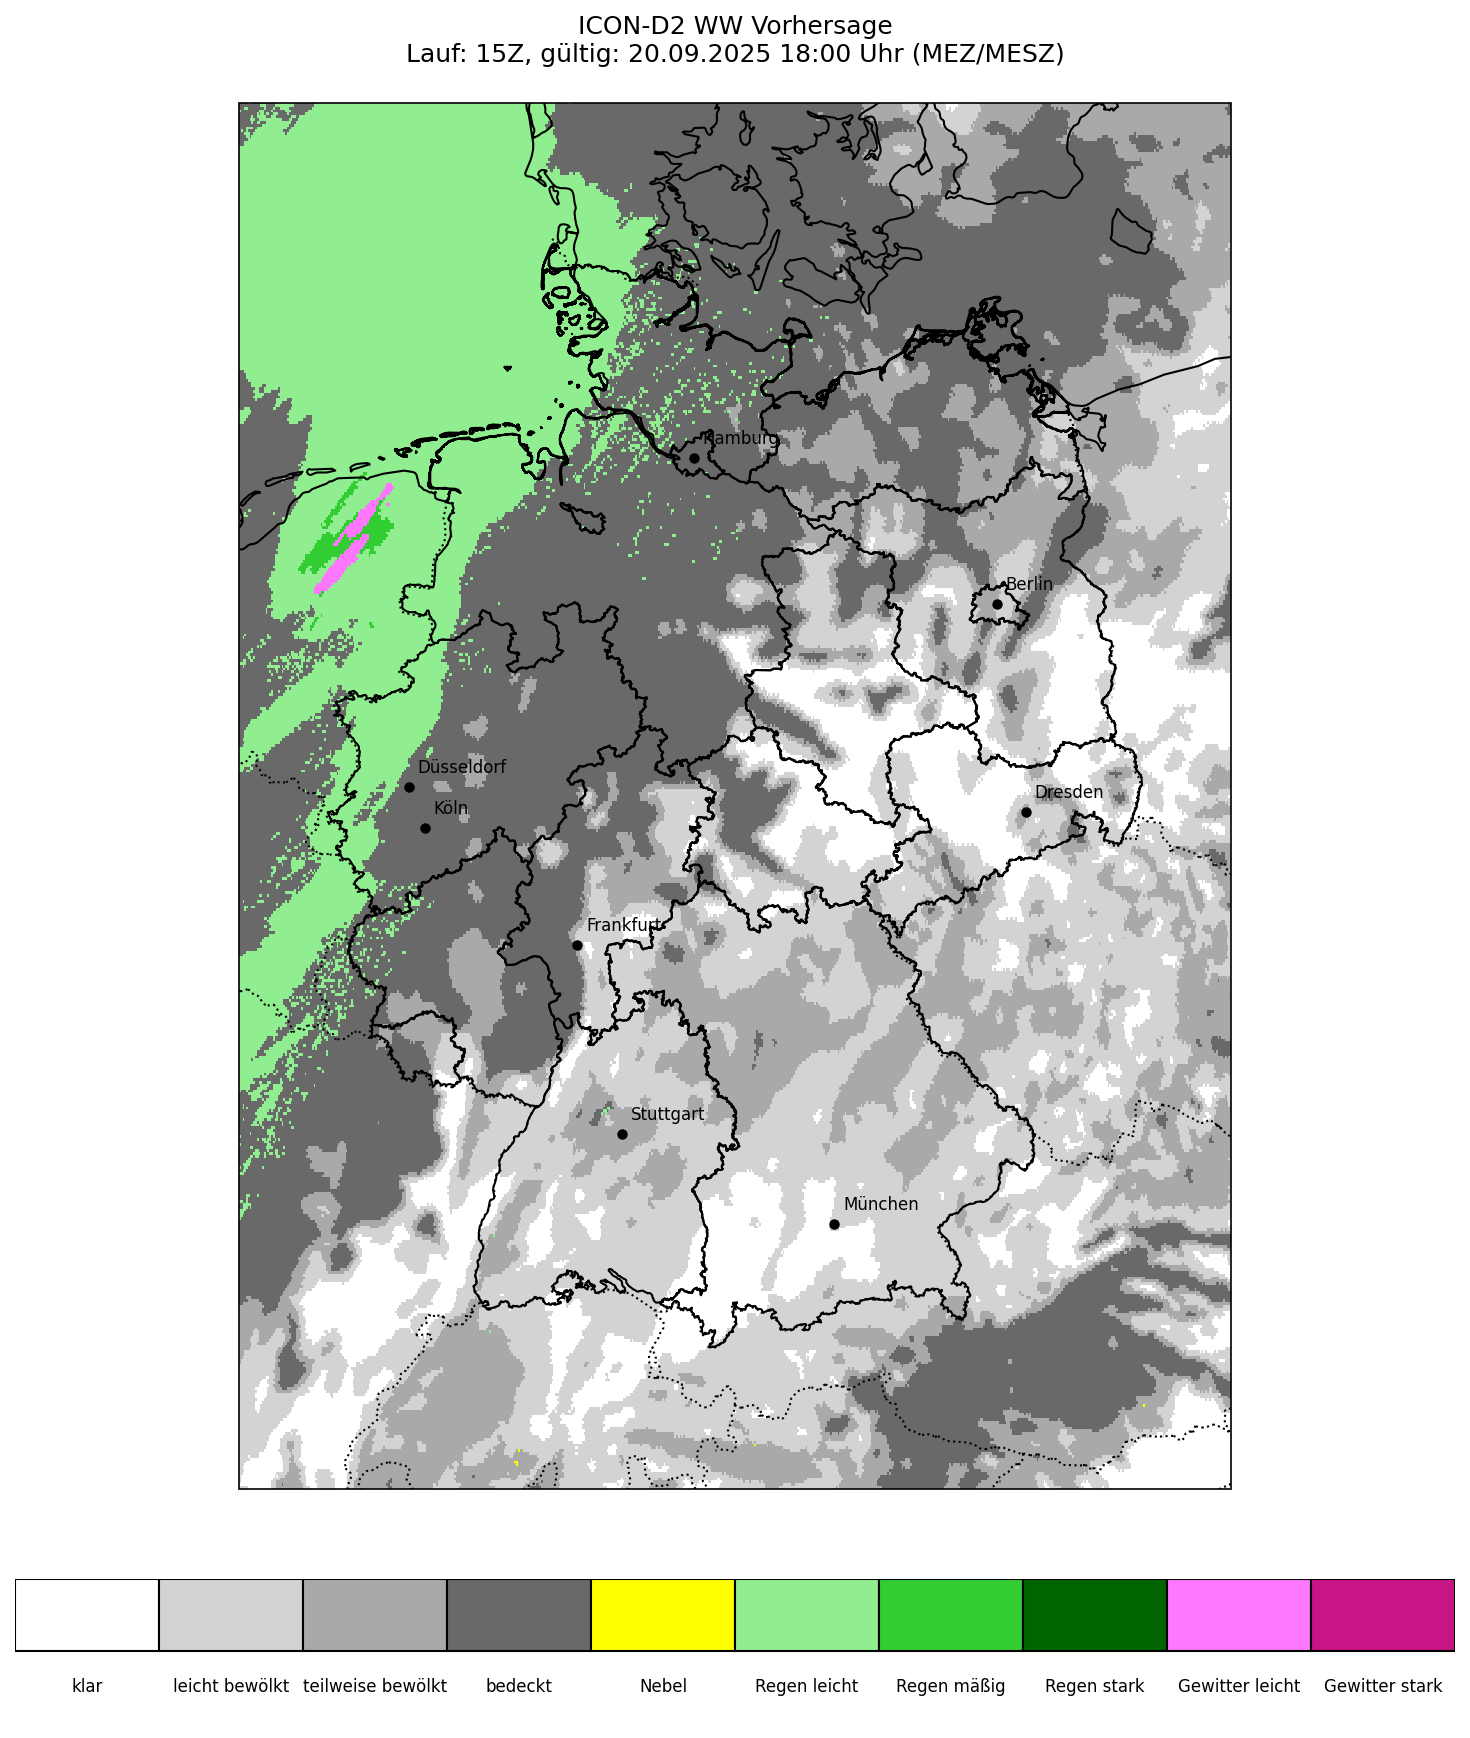 ICON-D2 WW Vorhersage
Lauf: 15Z, gültig: 20.09.2025 18:00 Uhr (MEZ/MESZ)
Hamburg
Berlin
Düsseldorf
Köln
Dresden
Frankfurt
Stuttgart
München
klar
leicht bewölkt
teilweise bewölkt
bedeckt
Nebel
Regen leicht
Regen mäßig
Regen stark
Gewitter leicht
Gewitter stark